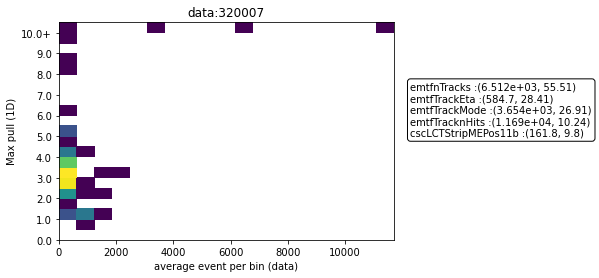 data:320007
10.0+
9.0
8.0
7.0
6.0
5.0
4.0
3.0
2.0
1.0
0.0
Max pull (1D)
0 2000 4000 6000 8000 10000
average event per bin (data)
emtfnTracks :(6.512e+03, 55.51)
emtfTrackEta :(584.7, 28.41)
emtfTrackMode :(3.654e+03, 26.91)
emtfTracknHits :(1.169e+04, 10.24)
cscLCTStripMEPos11b :(161.8, 9.8)